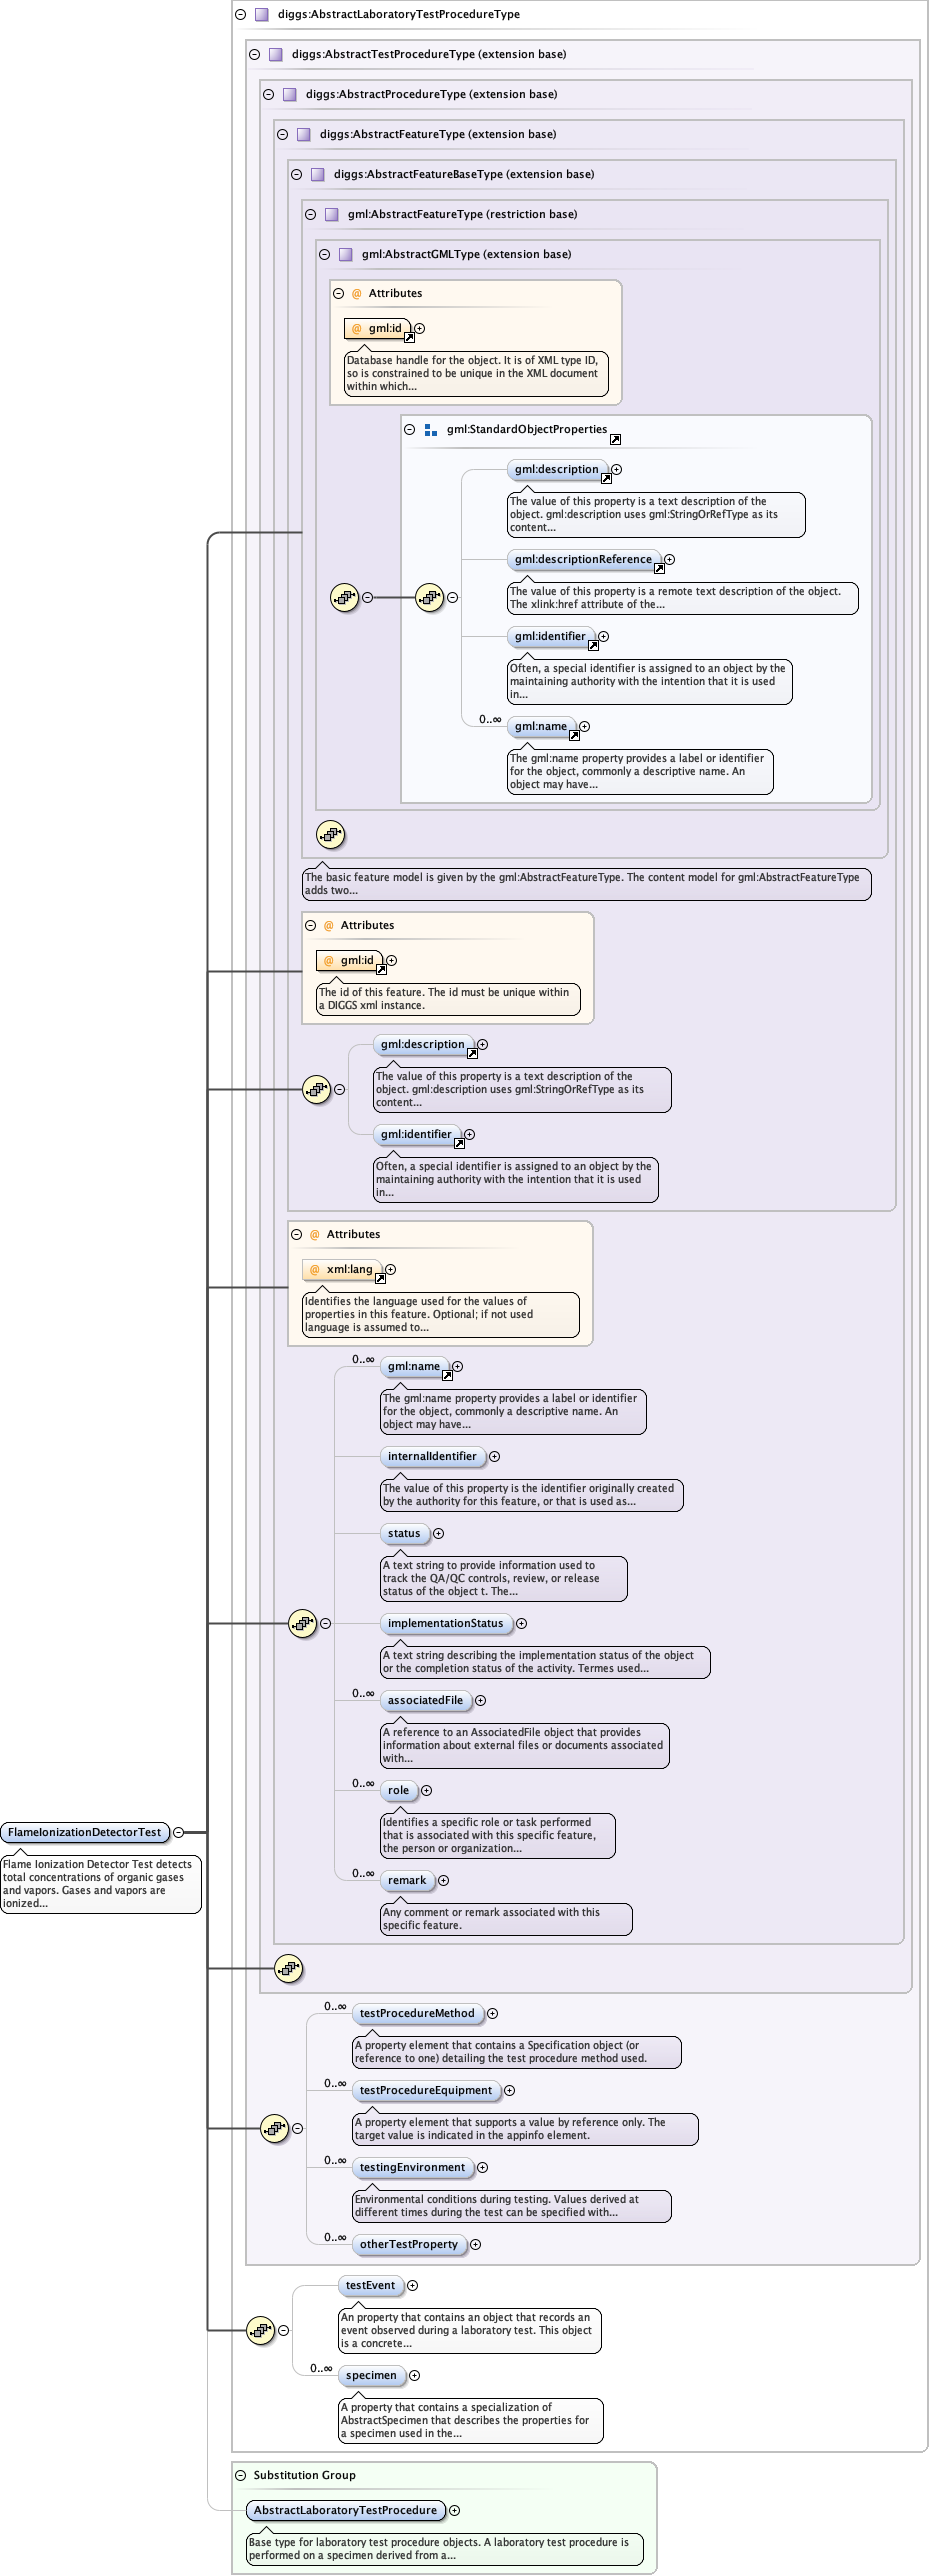 diggs:AbstractLaboratoryTestProcedureType
diggs:AbstractTestProcedureType (extension base)
diggs:AbstractProcedureType (extension base)
diggs:AbstractFeatureType (extension base)
diggs:AbstractFeatureBaseType (extension base)
gml:AbstractFeatureType (restriction base)
gml:AbstractGMLType (extension base)
@ Attributes
@ gml:id
Database handle for the object. It is of XML type ID,
so is constrained to be unique in the XML document
within which...
gml:StandardObjectProperties
gml:description
The value of this property is a text description of the
object. gml:description uses gml:StringOrRefType as its
content...
gml:descriptionReference
The value of this property is a remote text description of the object.
The xlink:href attribute of the...
gml:identifier
Often, a special identifier is assigned to an object by the
maintaining authority with the intention that it is used
in...
0..∞
gml:name
The gml:name property provides a label or identifier
for the object, commonly a descriptive name. An
object may have...
The basic feature model is given by the gml:AbstractFeatureType. The content model for gml:AbstractFeatureType
adds two...
@ Attributes
@ gml:id
The id of this feature. The id must be unique within
a DIGGS xml instance.
gml:description
The value of this property is a text description of the
object. gml:description uses gml:StringOrRefType as its
content...
gml:identifier
Often, a special identifier is assigned to an object by the
maintaining authority with the intention that it is used
in...
@ Attributes
@ xml:lang
Identifies the language used for the values of
properties in this feature. Optional; if not used
language is assumed to...
0..∞
gml:name
The gml:name property provides a label or identifier
for the object, commonly a descriptive name. An
object may have...
internalIdentifier
The value of this property is the identifier originally created
by the authority for this feature, or that is used as...
status
A text string to provide information used to
track the QA/QC controls, review, or release
status of the object t. The...
implementationStatus
A text string describing the implementation status of the object
or the completion status of the activity. Termes used...
0..∞
associatedFile
A reference to an AssociatedFile object that provides
information about external files or documents associated
with...
0..∞
role
Identifies a specific role or task performed
that is associated with this specific feature,
the person or organization...
FlameIonizationDetectorTest
Flame Ionization Detector Test detects
total concentrations of organic gases
and vapors. Gases and vapors are
ionized...
0..∞
remark
Any comment or remark associated with this
specific feature.
0..∞
testProcedureMethod
A property element that contains a Specification object (or
reference to one) detailing the test procedure method used.
0..∞
testProcedureEquipment
A property element that supports a value by reference only. The
target value is indicated in the appinfo element.
0..∞
testingEnvironment
Environmental conditions during testing. Values derived at
different times during the test can be specified with...
0..∞
otherTestProperty
testEvent
An property that contains an object that records an
event observed during a laboratory test. This object
is a concrete...
0..∞
specimen
A property that contains a specialization of
AbstractSpecimen that describes the properties for
a specimen used in the...
Substitution Group
AbstractLaboratoryTestProcedure
Base type for laboratory test procedure objects. A laboratory test procedure is
performed on a specimen derived from a...